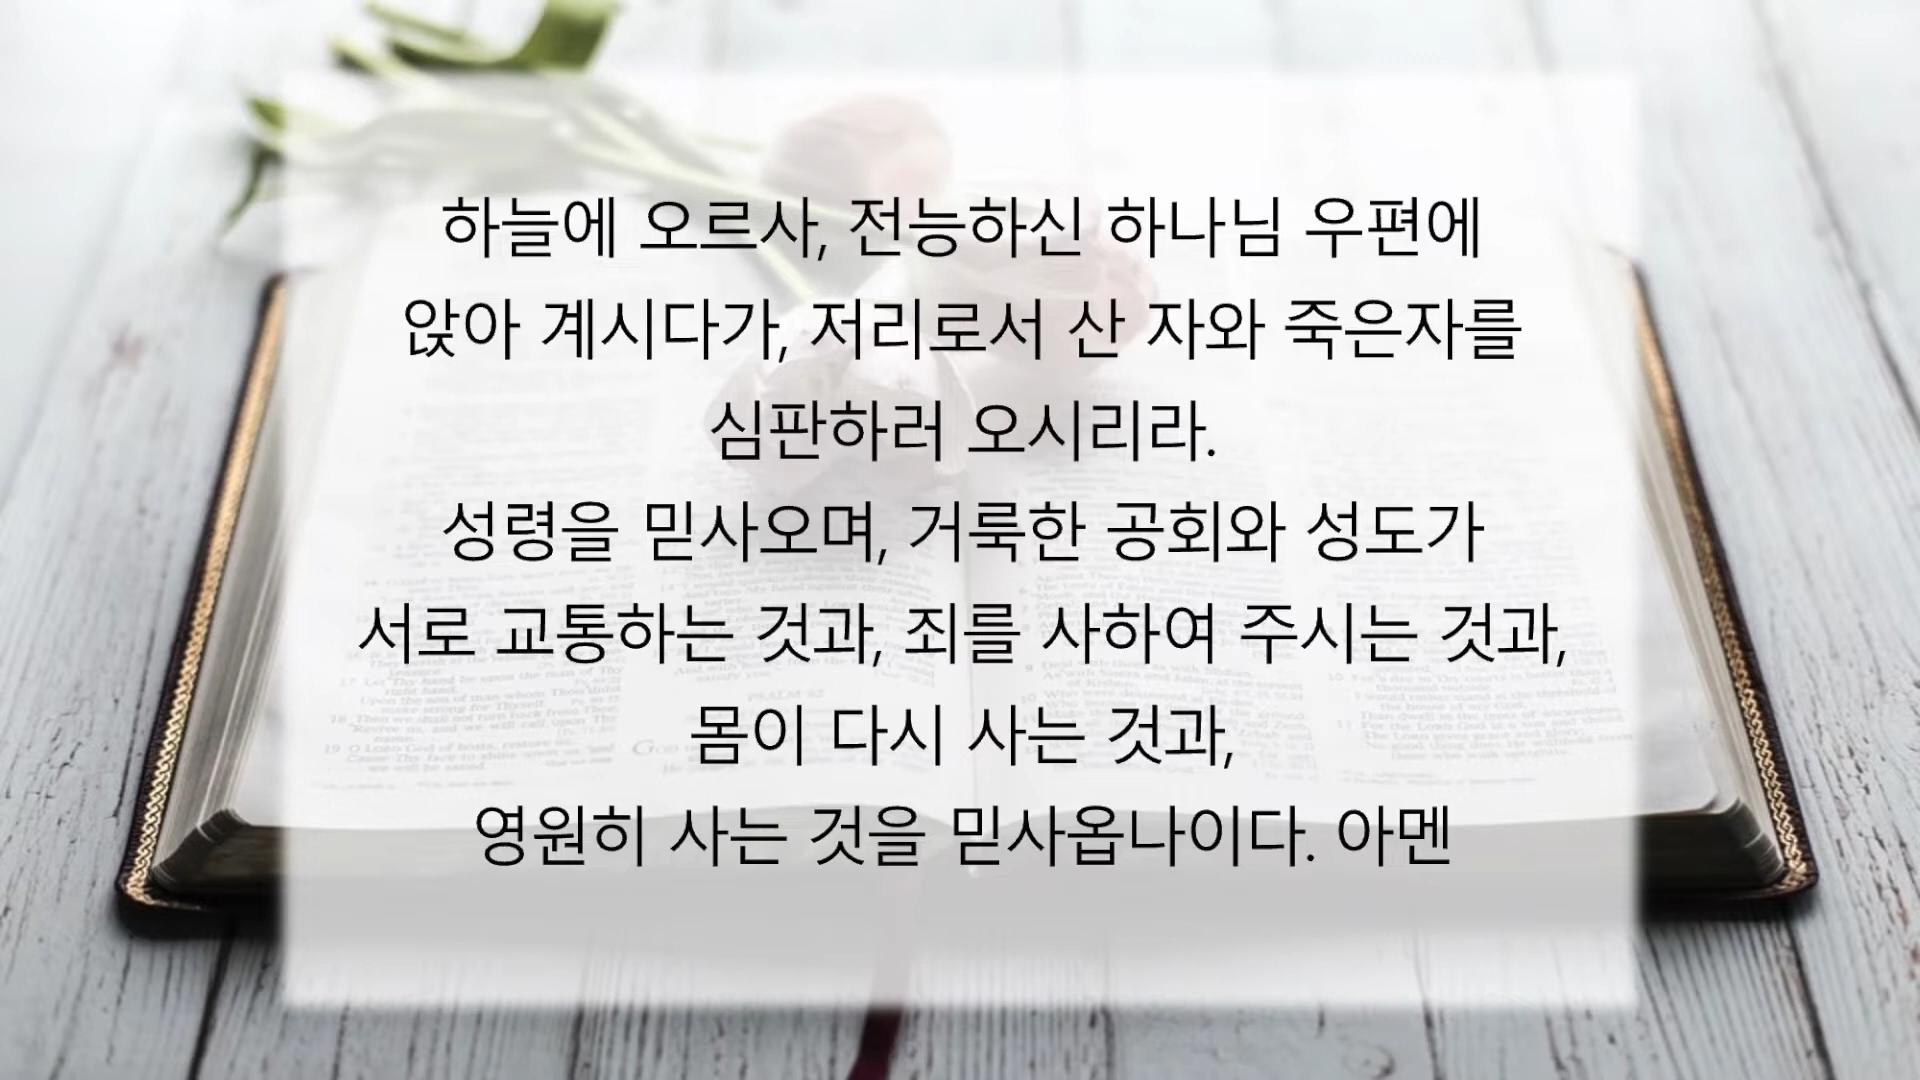 하늘에 오르사, 전능하신 하나님 우편에
앉아 계시다가, 저리로서 산 자와 죽은자를
심판하러 오시리라.
성령을 믿사오며, 거룩한 공회와 성도가
서로 교통하는 것과, 죄를 사하여 주시는 것과,
몸이 다시 사는 것과,
영원히 사는 것을 믿사옵나이다. 아멘